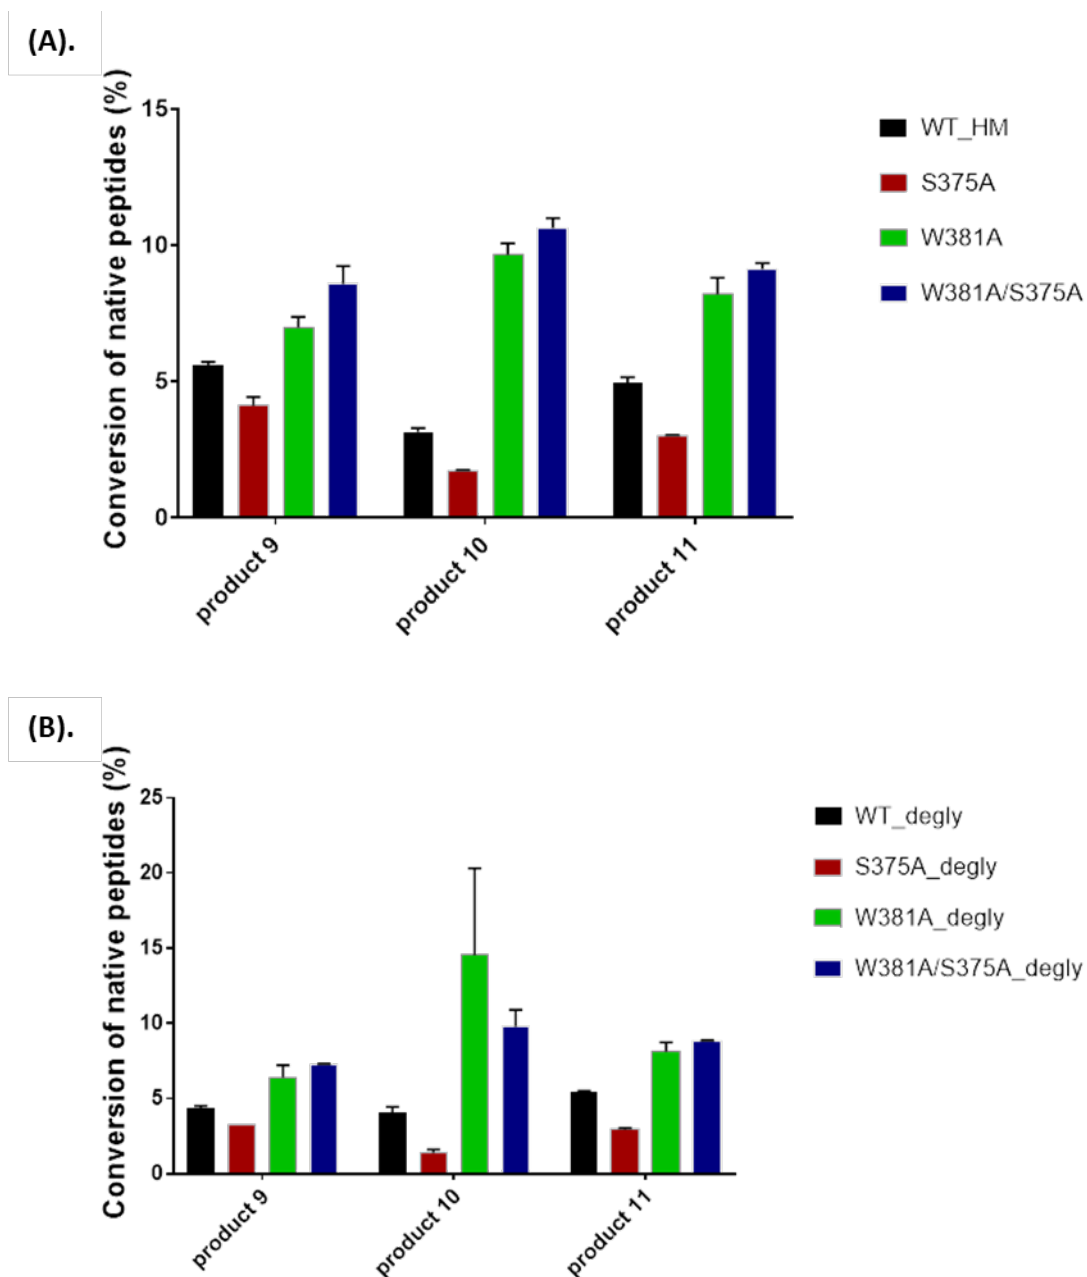 (A).
Conversion of native peptides (%)
15
10
5
0
product 9
product 10
product 11
WT_HM
S375A
W381A
W381A/S375A
(B).
Conversion of native peptides (%)
25
20
15
10
5
0
product 9
product 10
product 11
WT_degly
S375A_degly
W381A_degly
W381A/S375A_degly